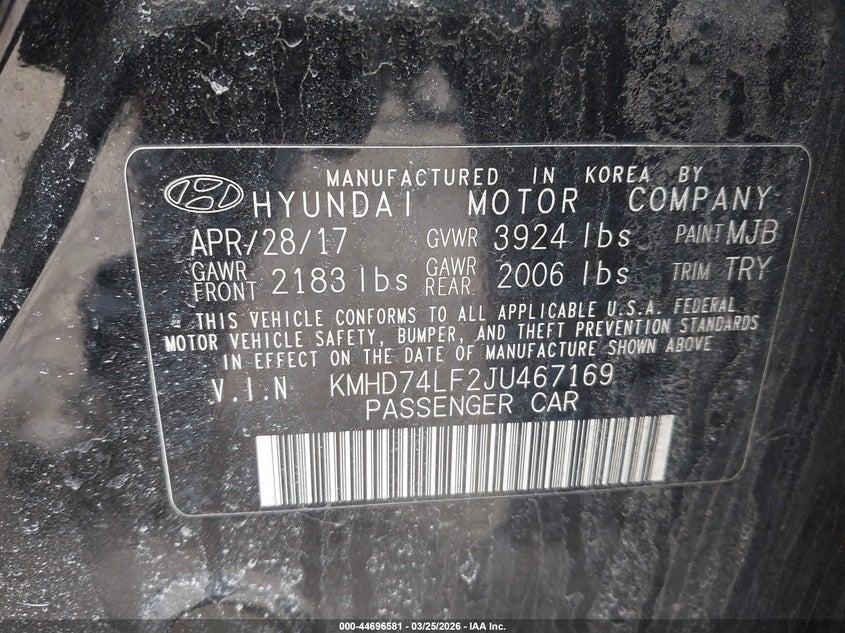 MANUFACTURED IN KOREA BY
HYUNDAI MOTOR COMPANY
APR/28/17 GVWR 3924 lbs PAINT MJB
GAWR FRONT 2183 lbs GAWR REAR. 2006 lbs TRIM TRY
THIS VEHICLE CONFORMS TO ALL APPLICABLE U.S.A. FEDERAL
MOTOR VEHICLE SAFETY, BUMPER, AND THEFT PREVENTION STANDARDS
IN EFFECT ON THE DATE OF MANUFACTURE SHOWN ABOVE
V.I.N KMHD74LF2JU467169
PASSENGER CAR
000-44696581 — 03/25/2026 - IAA Inc.